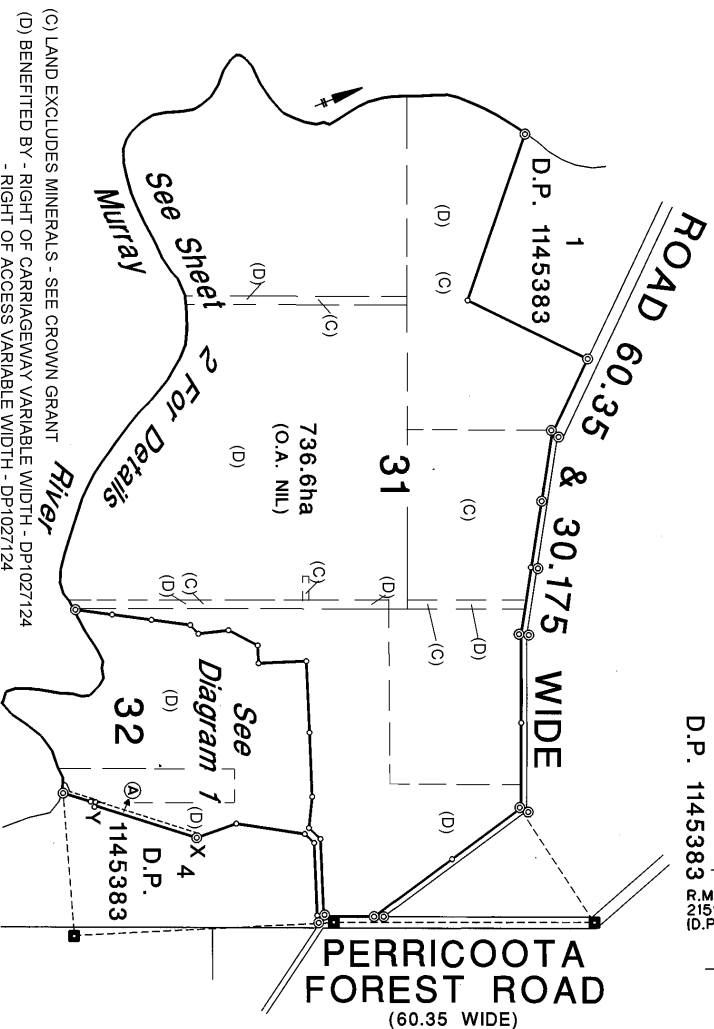 ROAD 60.35 & 30.175 WIDE
1
D.P. 1145383
(D)
(C)
(D)
(C)
See Sheet 2 For Details
Murray River
736.6ha
(O.A. NIL)
(D)
31
(C)
(C)
(D)
(C)
(D)
(D)
(C)
(D)
See
Diagram 1
32
(D)
(D)
A
X
Y
4
D.P.
1145383
D.P. 1145383
R.M
215
(D.P
PERRICOOTA
FOREST ROAD
(60.35 WIDE)
(C) LAND EXCLUDES MINERALS - SEE CROWN GRANT
(D) BENEFITED BY - RIGHT OF CARRIAGEWAY VARIABLE WIDTH - DP1027124
- RIGHT OF ACCESS VARIABLE WIDTH - DP1027124